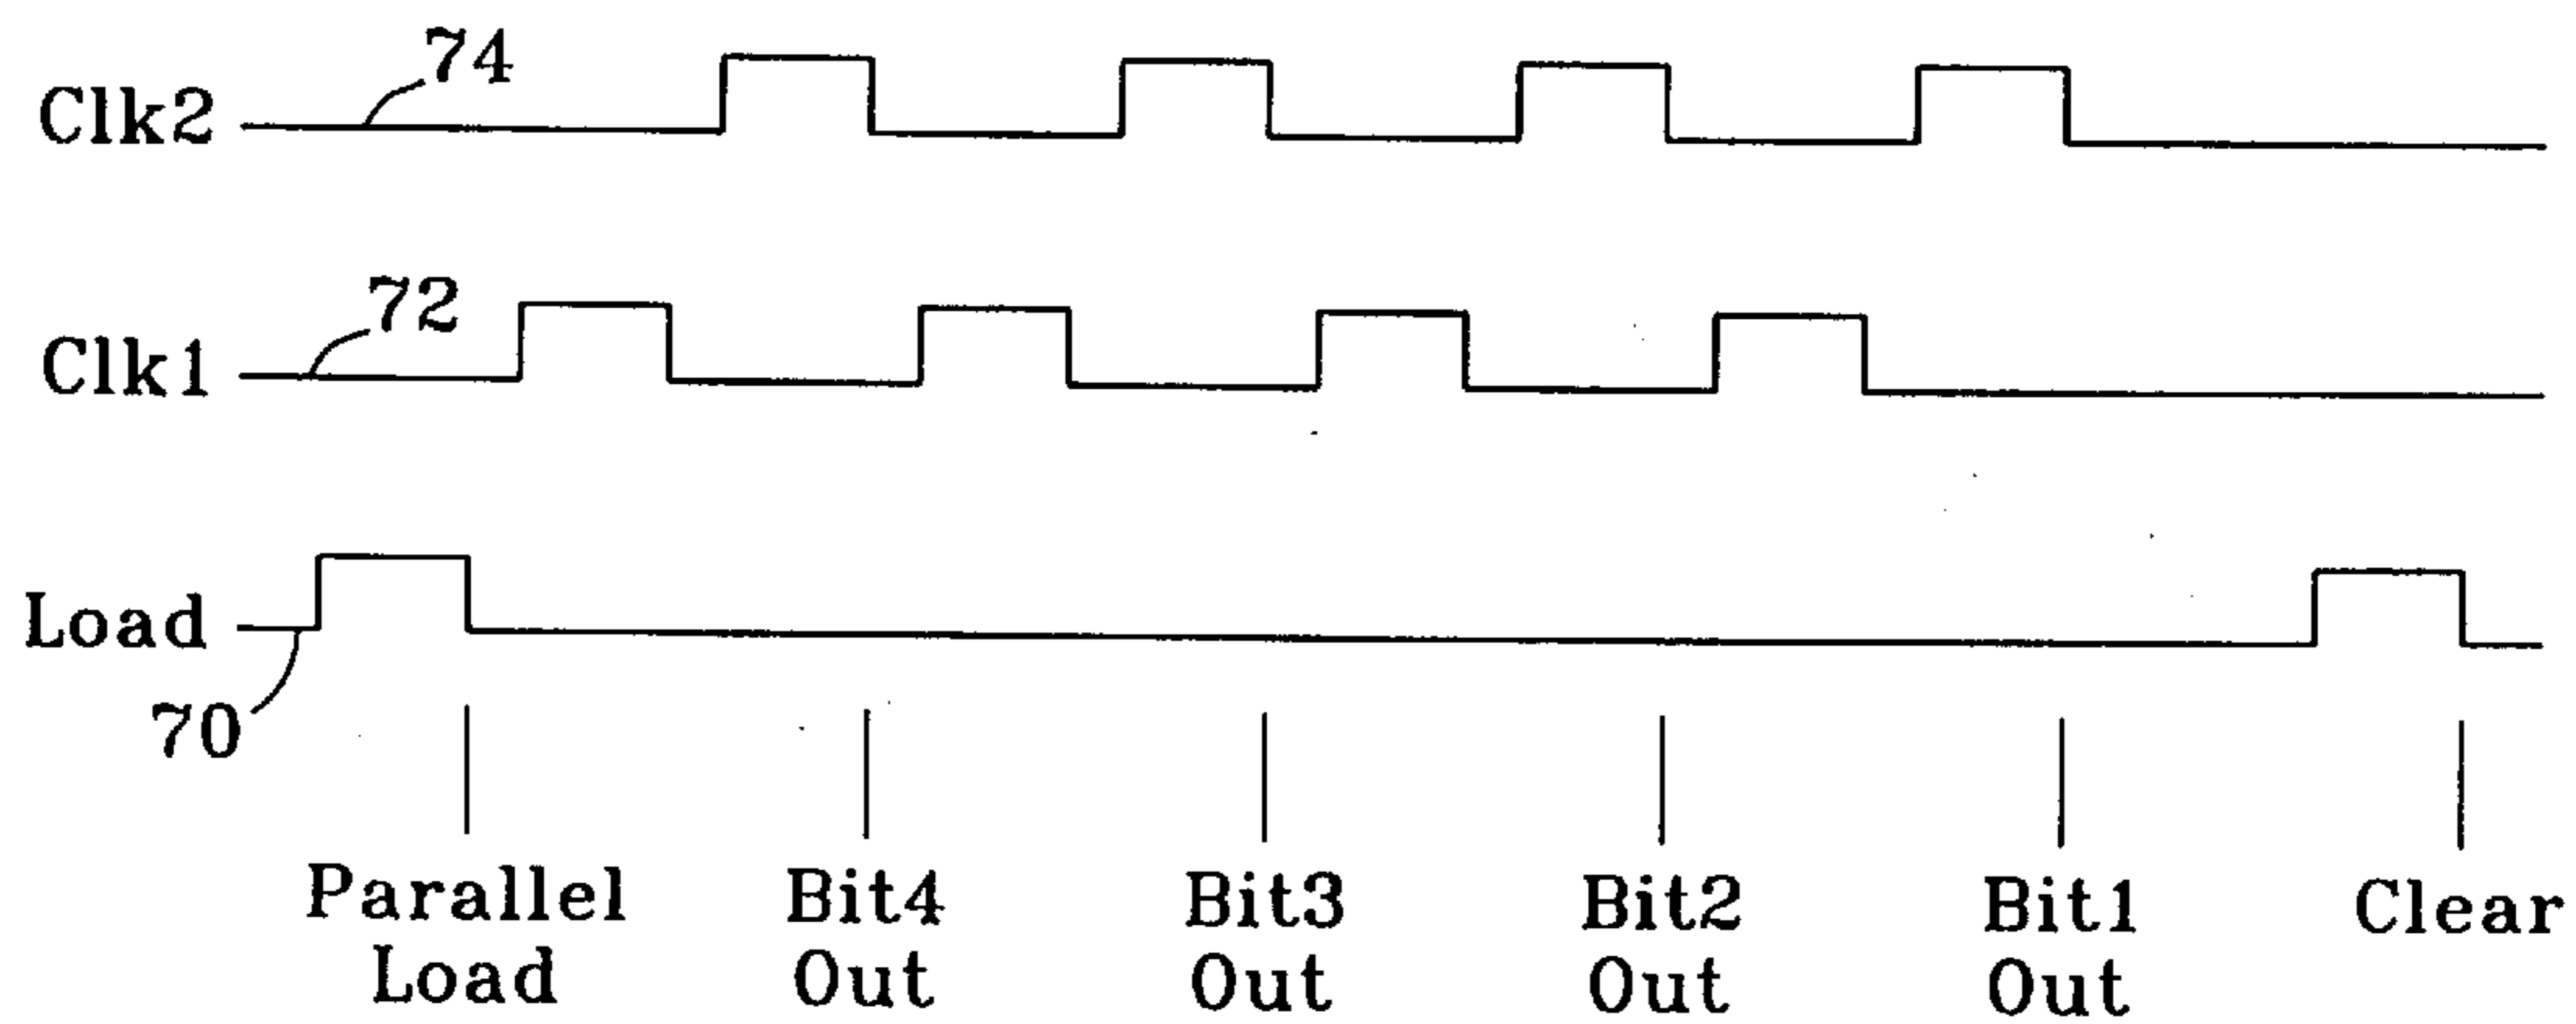 74
Clk2
72
Clk1
Load
70
Parallel
Load
Bit4
Out
Bit3
Out
Bit2
Out
Bit1
Out
Clear